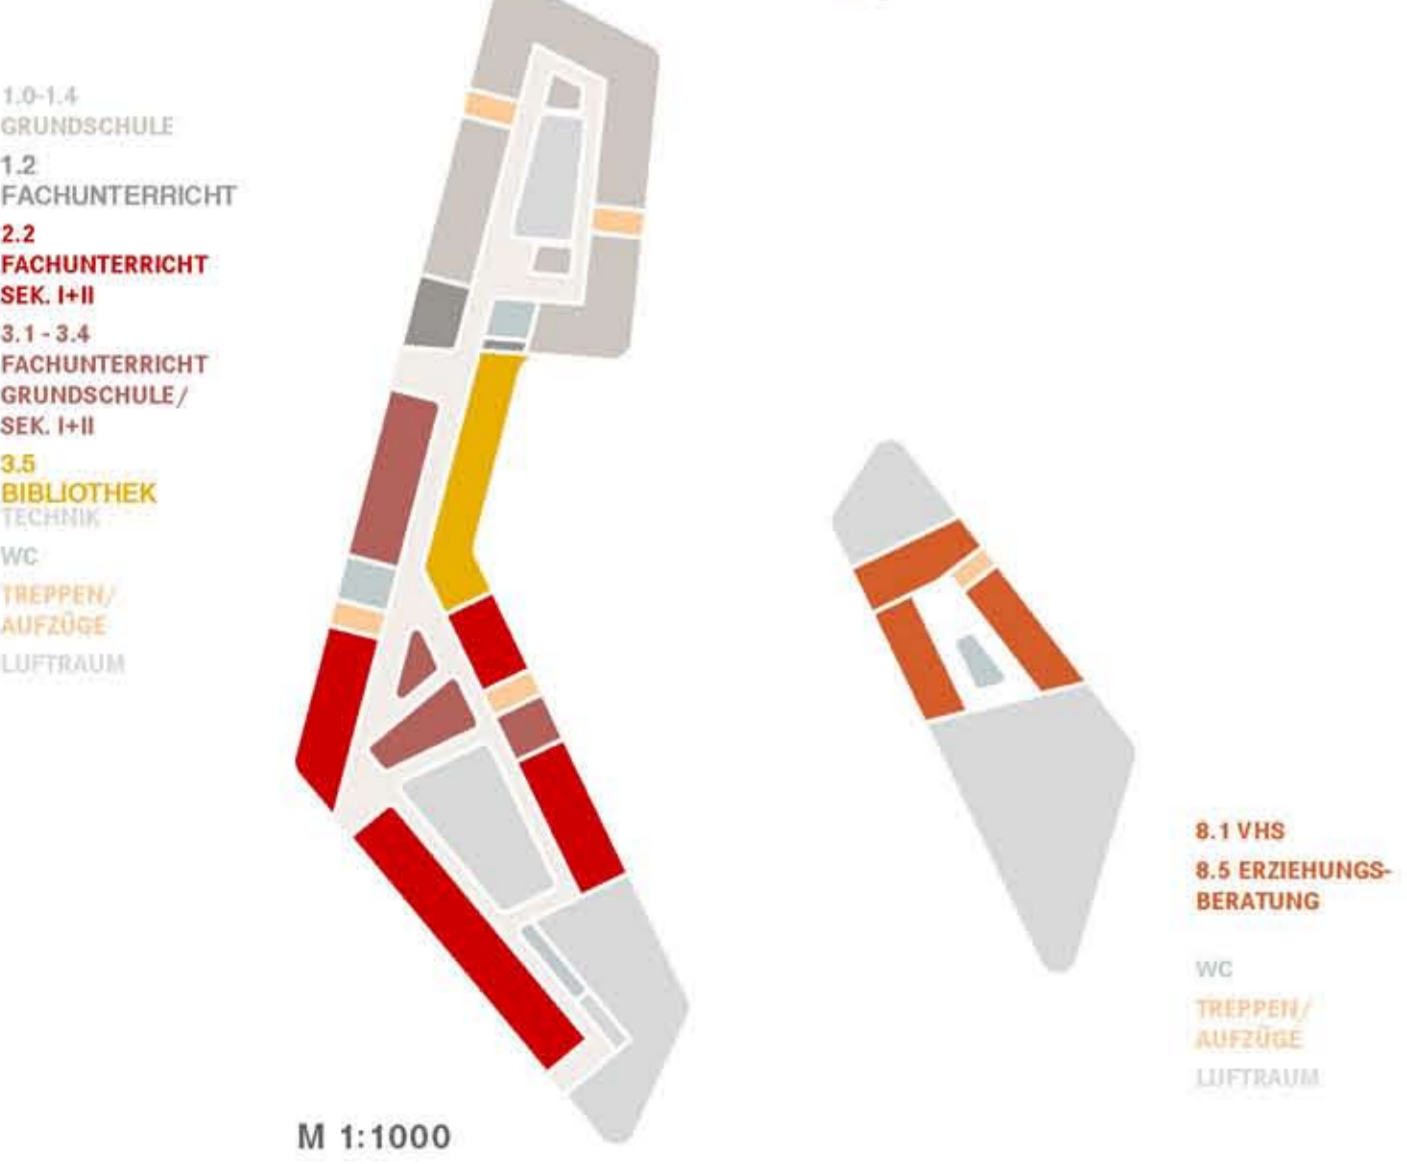 1.0-1.4
GRUNDSCHULE
1.2
FACHUNTERRICHT
2.2
FACHUNTERRICHT
SEK. I+II
3.1 - 3.4
FACHUNTERRICHT
GRUNDSCHULE/
SEK. I+II
3.5
BIBLIOTHEK
TECHNIK
WC
TREPPEN/
AUFZÜGE
LUFTRAUM
M 1:1000
8.1 VHS
8.5 ERZIEHUNGS-
BERATUNG
WC
TREPPEN/
AUFZÜGE
LUFTRAUM